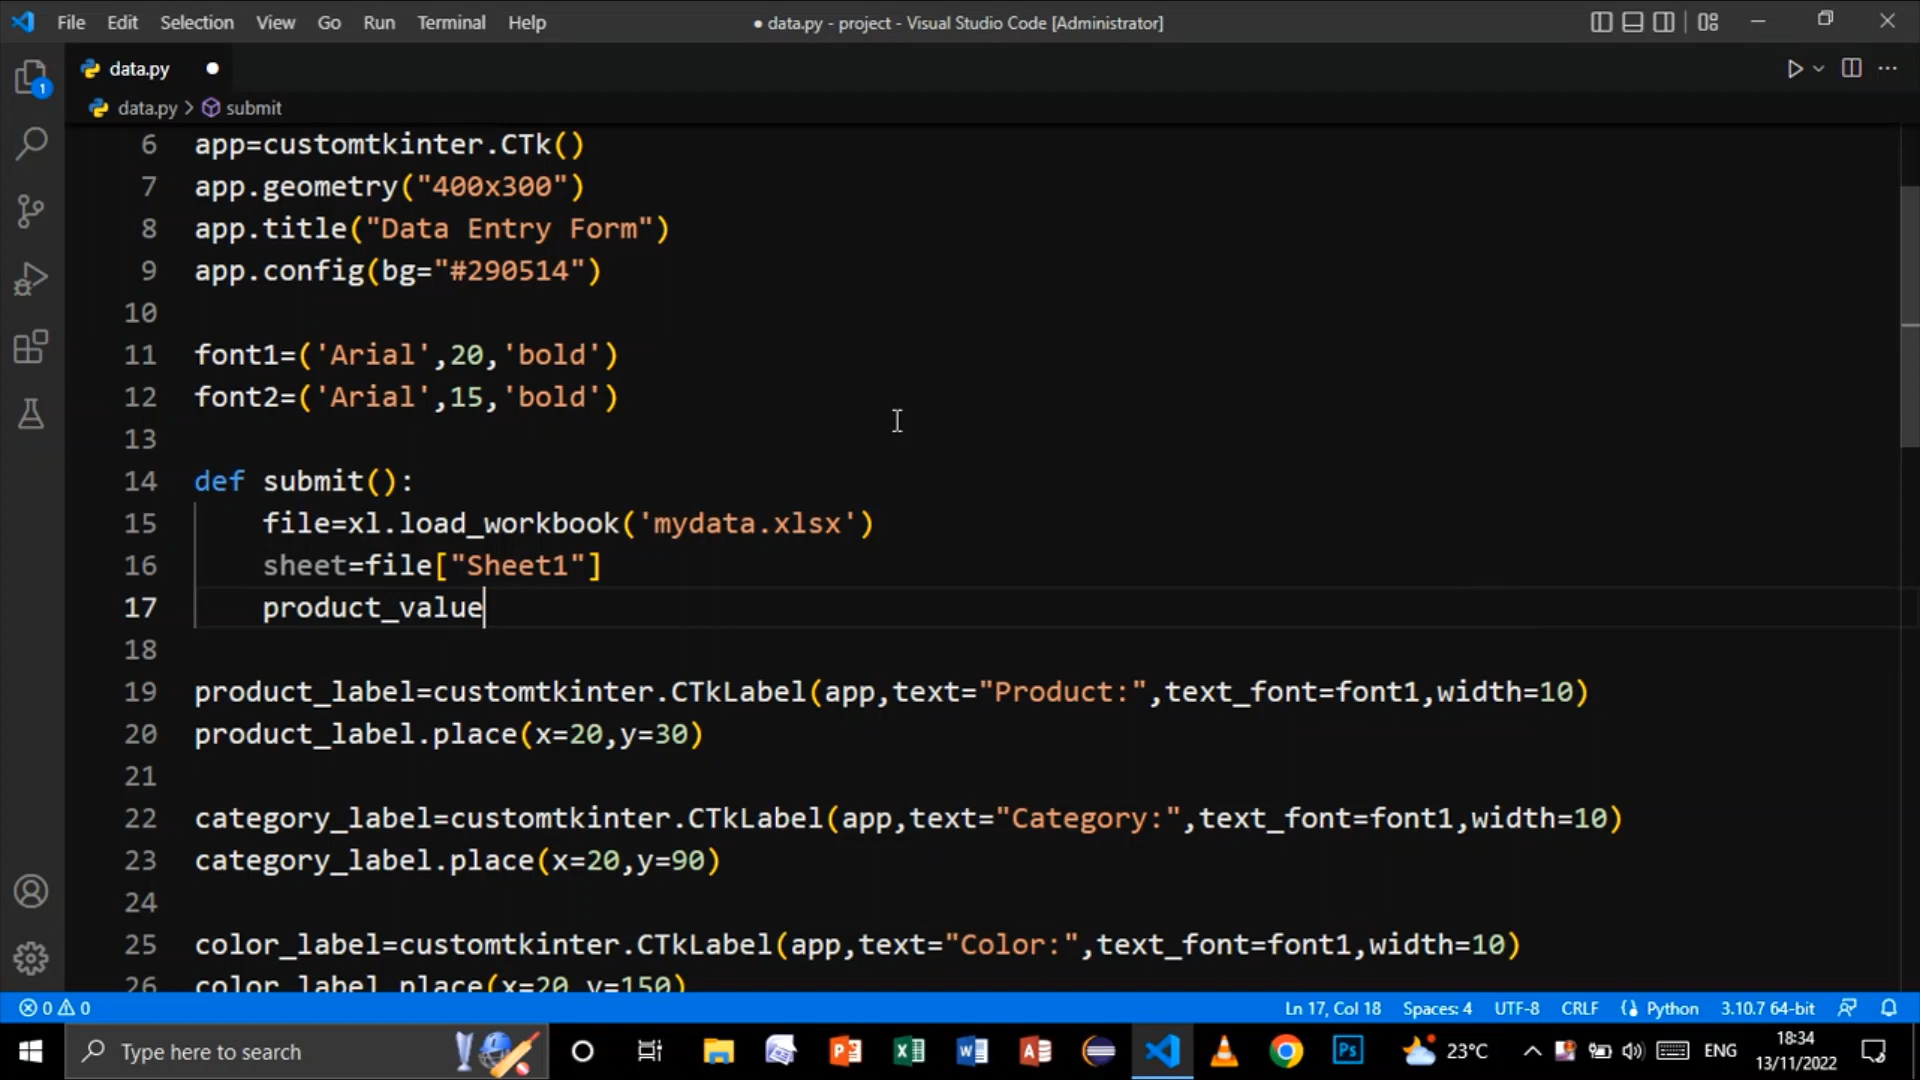 File Edit Selection View Go Run Terminal Help
● data.py - project - Visual Studio Code [Administrator]
data.py ●
1
data.py > submit
6 app=customtkinter.CTk()
7 app.geometry("400x300")
8 app.title("Data Entry Form")
9 app.config(bg="#290514")
10
11 font1=('Arial',20,'bold')
12 font2=('Arial',15,'bold')
13
14 def submit():
15 file=xl.load_workbook('mydata.xlsx')
16 sheet=file["Sheet1"]
17 product_value
18
19 product_label=customtkinter.CTkLabel(app,text="Product:",text_font=font1,width=10)
20 product_label.place(x=20,y=30)
21
22 category_label=customtkinter.CTkLabel(app,text="Category:",text_font=font1,width=10)
23 category_label.place(x=20,y=90)
24
25 color_label=customtkinter.CTkLabel(app,text="Color:",text_font=font1,width=10)
26 color_label.place(x=20,y=150)
0 0 Ln 17, Col 18 Spaces: 4 UTF-8 CRLF Python 3.10.7 64-bit
Type here to search
Ps
23°C
ENG
18:34
13/11/2022